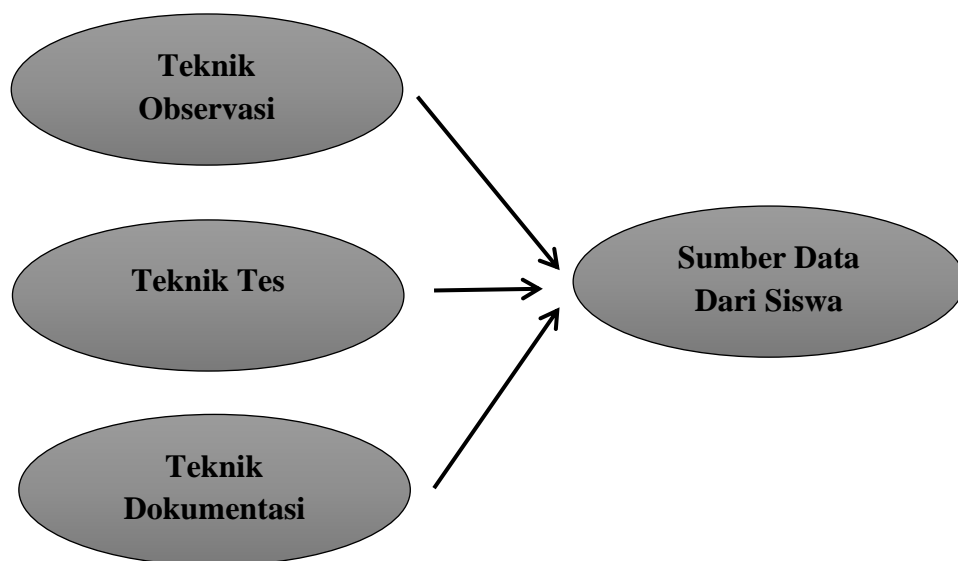 Teknik
Observasi
Teknik Tes
Sumber Data
Dari Siswa
Teknik
Dokumentasi